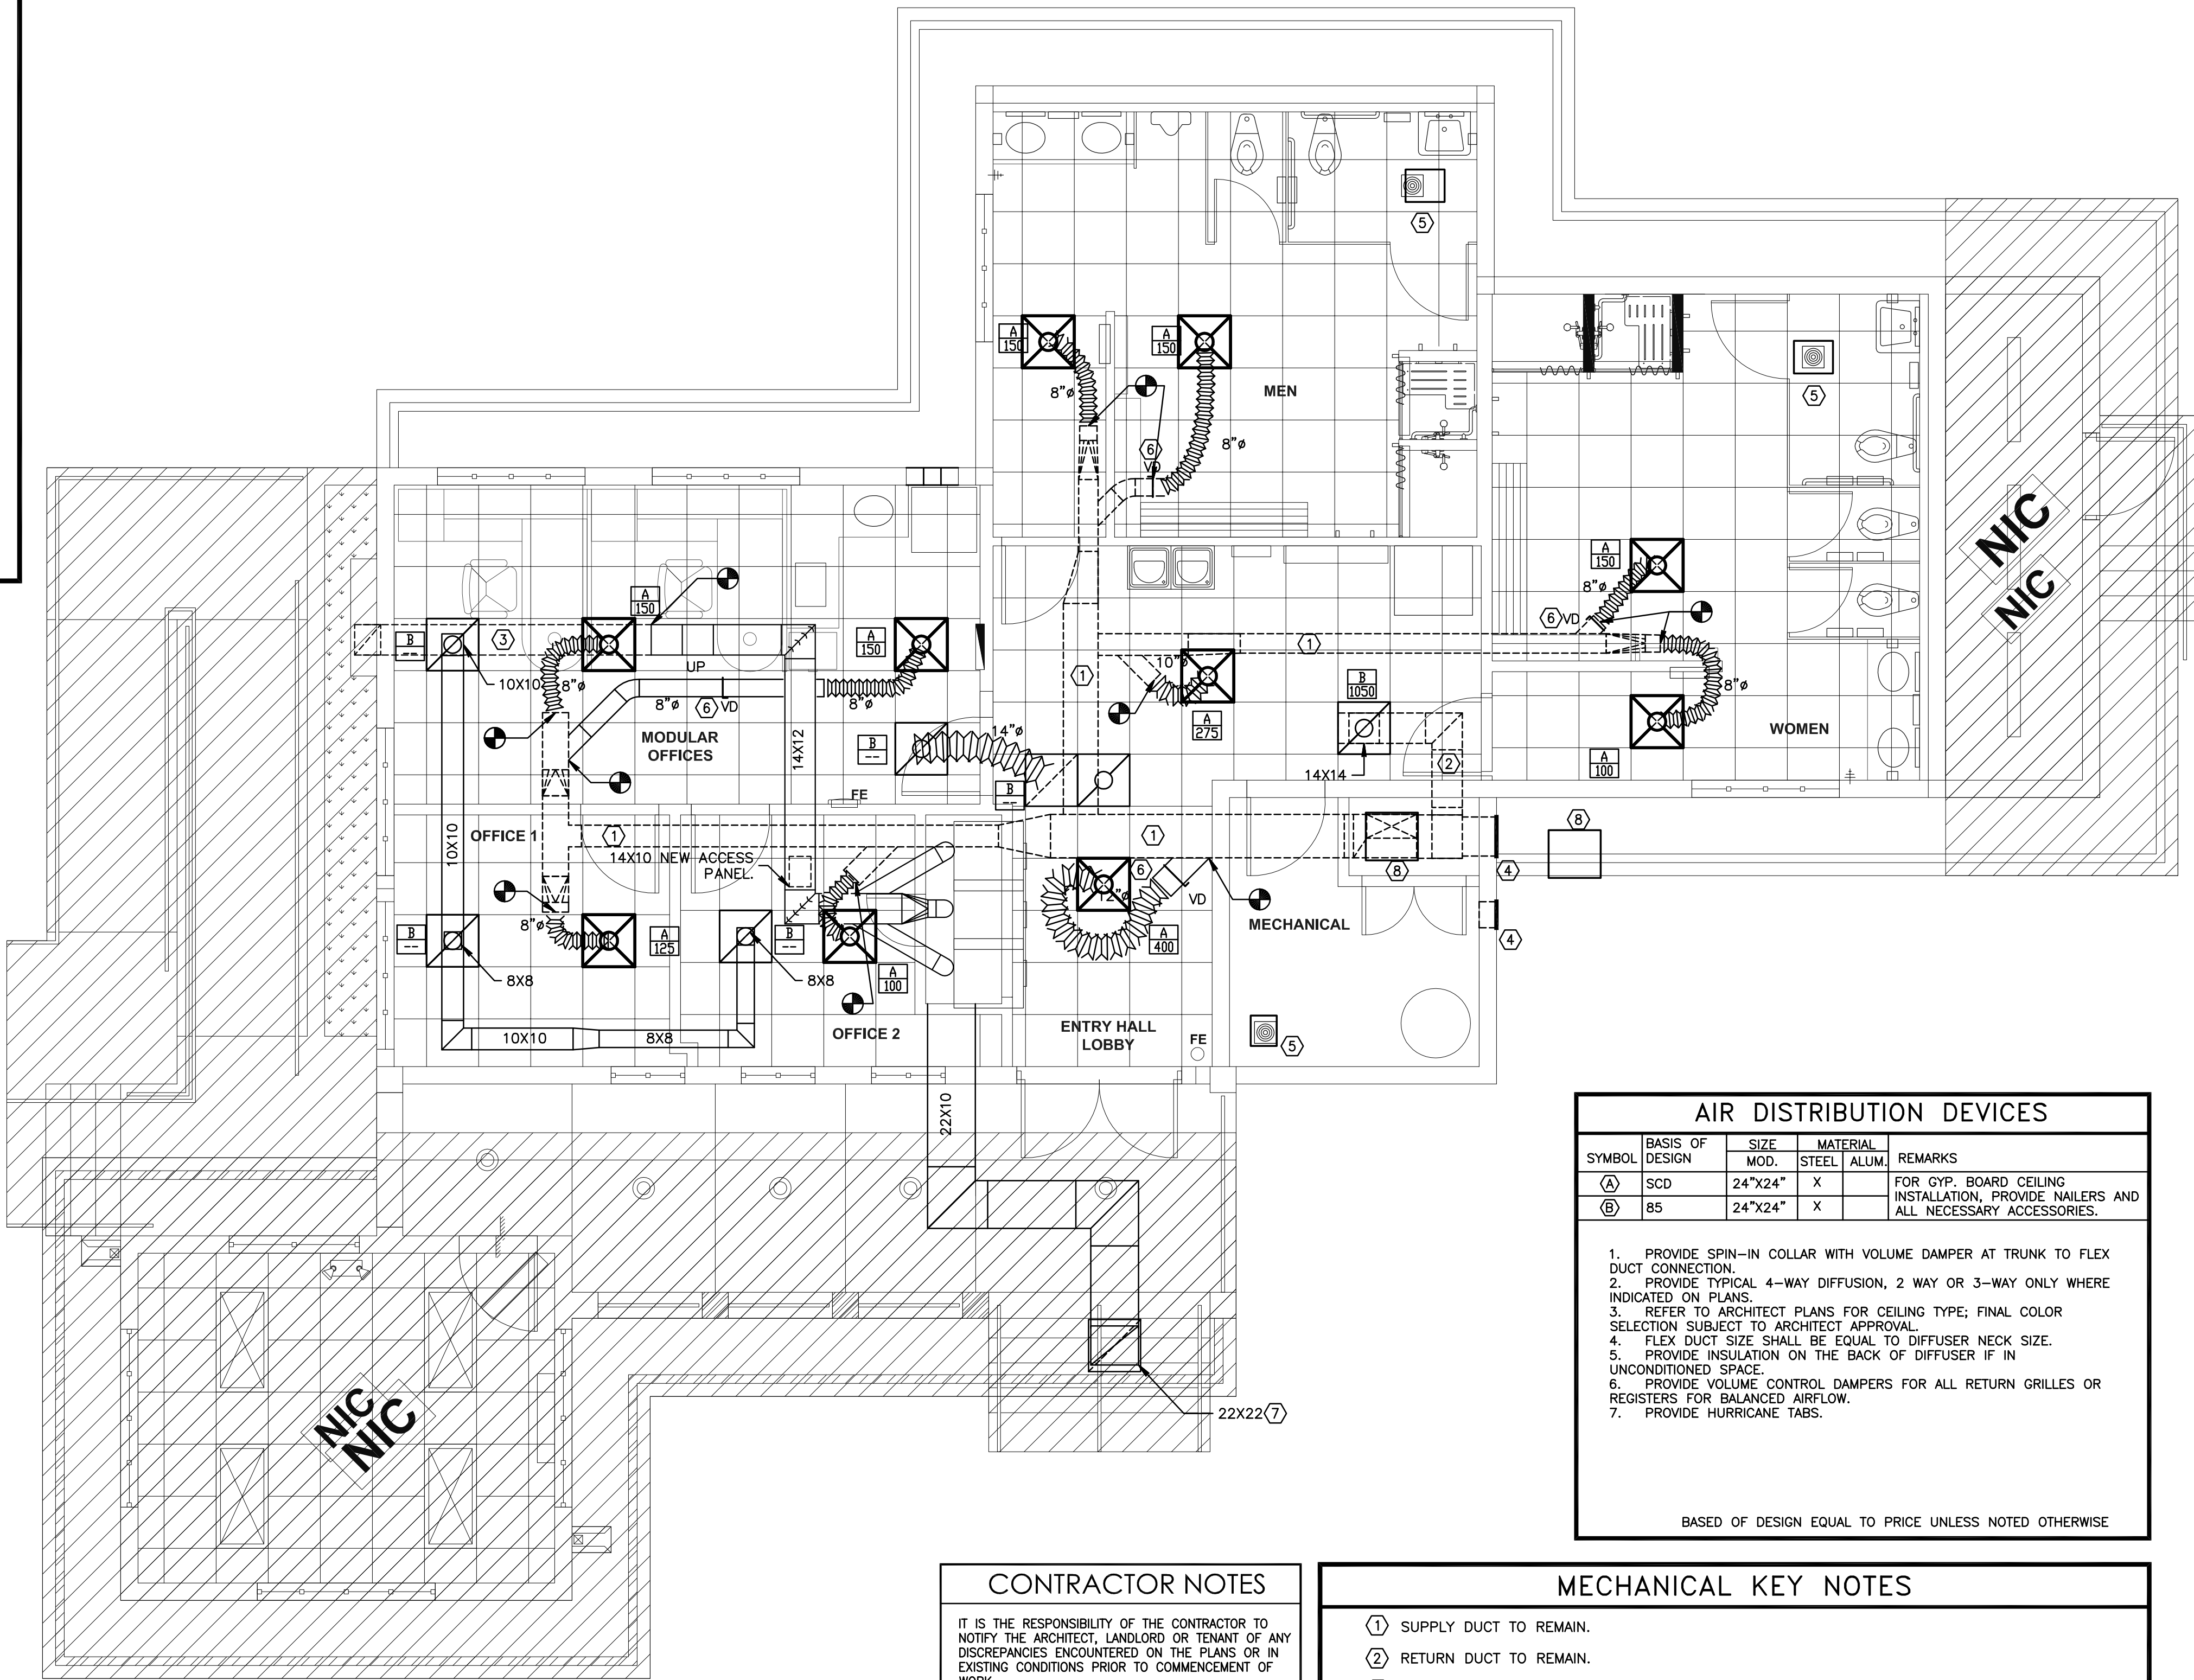 5
A
150
A
150
8"ø
MEN
8"ø
6
VD
5
NIC
NIC
A
150
8"ø
6
VD
A
150
B
--
3
A
150
UP
10X10
8"ø
8"ø
6
VD
8"ø
10"ø
1
1
B
1050
8"ø
A
275
WOMEN
MODULAR
OFFICES
14X12
B
--
14"ø
14X14
2
A
100
B
--
FE
10X10
OFFICE 1
1
1
8
14X10 NEW ACCESS
PANEL.
6
12"ø
VD
8
4
MECHANICAL
4
B
--
8"ø
A
125
B
--
A
400
8X8
8X8
A
100
10X10
8X8
OFFICE 2
ENTRY HALL
LOBBY
FE
5
22X10
22X22
7
NIC
NIC
AIR DISTRIBUTION DEVICES
SYMBOL
BASIS OF
DESIGN
SIZE
MOD.
MATERIAL
STEEL
ALUM.
REMARKS
A
SCD
24"X24"
X
B
85
24"X24"
X
FOR GYP. BOARD CEILING
INSTALLATION, PROVIDE NAILERS AND
ALL NECESSARY ACCESSORIES.
1. PROVIDE SPIN-IN COLLAR WITH VOLUME DAMPER AT TRUNK TO FLEX
DUCT CONNECTION.
2. PROVIDE TYPICAL 4-WAY DIFFUSION, 2 WAY OR 3-WAY ONLY WHERE
INDICATED ON PLANS.
3. REFER TO ARCHITECT PLANS FOR CEILING TYPE; FINAL COLOR
SELECTION SUBJECT TO ARCHITECT APPROVAL.
4. FLEX DUCT SIZE SHALL BE EQUAL TO DIFFUSER NECK SIZE.
5. PROVIDE INSULATION ON THE BACK OF DIFFUSER IF IN
UNCONDITIONED SPACE.
6. PROVIDE VOLUME CONTROL DAMPERS FOR ALL RETURN GRILLES OR
REGISTERS FOR BALANCED AIRFLOW.
7. PROVIDE HURRICANE TABS.
BASED OF DESIGN EQUAL TO PRICE UNLESS NOTED OTHERWISE
CONTRACTOR NOTES
IT IS THE RESPONSIBILITY OF THE CONTRACTOR TO
NOTIFY THE ARCHITECT, LANDLORD OR TENANT OF ANY
DISCREPANCIES ENCOUNTERED ON THE PLANS OR IN
EXISTING CONDITIONS PRIOR TO COMMENCEMENT OF
MECHANICAL KEY NOTES
1 SUPPLY DUCT TO REMAIN.
2 RETURN DUCT TO REMAIN.